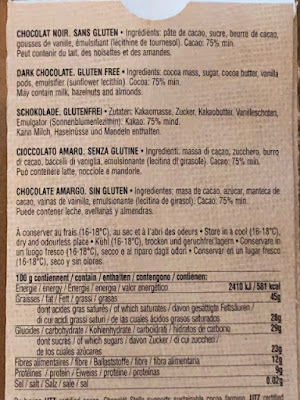 CHOCOLAT NOIR. SANS GLUTEN • Ingrédients: pâte de cacao, sucre, beurre de cacao,
gousses de vanille, émulsifiant (lécithine de tournesol). Cacao: 75% min.
Peut contenir du lait, des noisettes et des amandes.
DARK CHOCOLATE. GLUTEN FREE • Ingredients: cocoa mass, sugar, cocoa butter, vanilla
pods, emulsifier (sunflower lecithin). Cocoa: 75% min.
May contain milk, hazelnuts and almonds.
SCHOKOLADE. GLUTENFREI • Zutaten: Kakaomasse, Zucker, Kakaobutter, Vanilleschoten,
Emulgator (Sonnenblumenlecithin). Kakao: 75% mind.
Kann Milch, Haselnüsse und Mandeln enthalten.
CIOCCOLATO AMARO. SENZA GLUTINE • Ingredienti: massa di cacao, zucchero, burro
di cacao, baccelli di vaniglia, emulsionante (lecitina di girasole). Cacao: 75% min.
Può contenere latte, nocciole e mandorle.
CHOCOLATE AMARGO. SIN GLUTEN • Ingredientes: masa de cacao, azúcar, manteca de
cacao, vainas de vainilla, emulsionante (lecitina de girasol). Cacao: 75% min.
Puede contener leche, avellanas y almendras.
À conserver au frais (16-18°C), au sec et à l'abri des odeurs • Store in a cool (16-18°C),
dry and odourless place • Kühl (16-18°C), trocken und geruchfrei lagern • Conservare in
un luogo fresco (16-18°C), secco e al riparo dagli odori • Conservar en un lugar fresco
(16-18°C), seco y sin olores.
100 g contiennent / contain / enthalten / contengono / contienen:
Energie / energy / Energie / energia / valor energético 2410 kJ / 581 kcal
Graisses / fat / Fett / grassi / grasas 45g
dont acides gras saturés / of which saturates / davon gesättigte Fettsäuren /
di cui acidi grassi saturi / de las cuales ácidos grasos saturados 28g
Glucides / carbohydrate / Kohlenhydrate / carboidrati / hidratos de carbono 29g
dont sucres / of which sugars / davon Zucker / di cui zuccheri /
de los cuales azúcares 23g
Fibres alimentaires / fibre / Ballaststoffe / fibre / fibra alimentaria 12g
Protéines / protein / Eiweiss / proteine / proteínas 9g
Sel / salt / Salz / sale / sal 0.02g